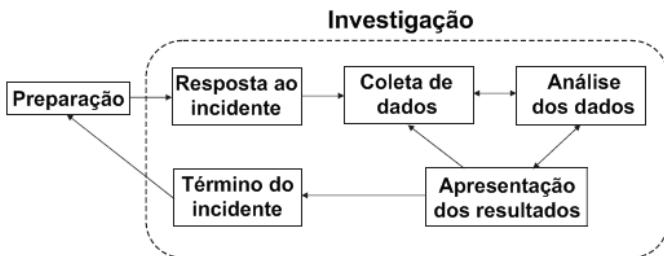 Investigação
Preparação
Resposta ao
incidente
Coleta de
dados
Análise
dos dados
Término do
incidente
Apresentação
dos resultados